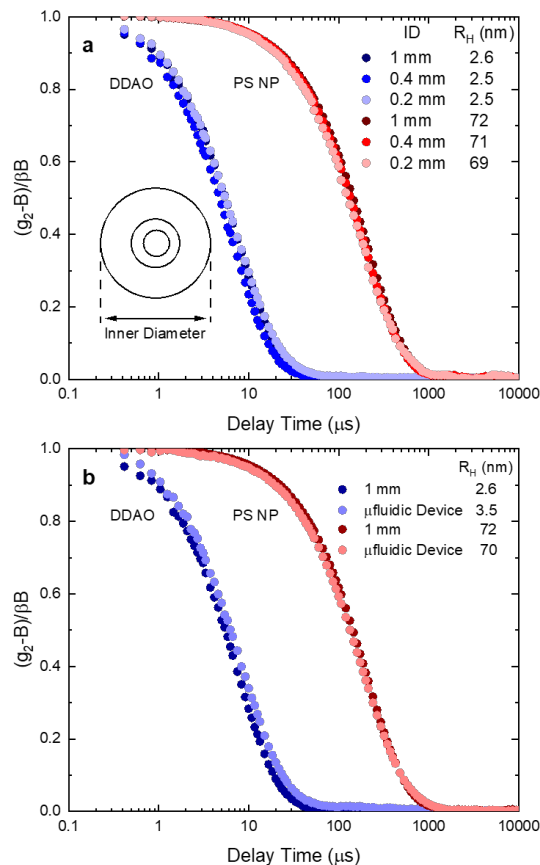 a
ID R_H (nm)
1 mm 2.6
0.4 mm 2.5
0.2 mm 2.5
1 mm 72
0.4 mm 71
0.2 mm 69
DDAO
PS NP
Inner Diameter
1.0
0.8
0.6
0.4
0.2
0.0
(g₂-B)/βB
0.1 1 10 100 1000 10000
Delay Time (μs)
b
R_H (nm)
1 mm 2.6
μfluidic Device 3.5
1 mm 72
μfluidic Device 70
DDAO
PS NP
1.0
0.8
0.6
0.4
0.2
0.0
(g₂-B)/βB
0.1 1 10 100 1000 10000
Delay Time (μs)